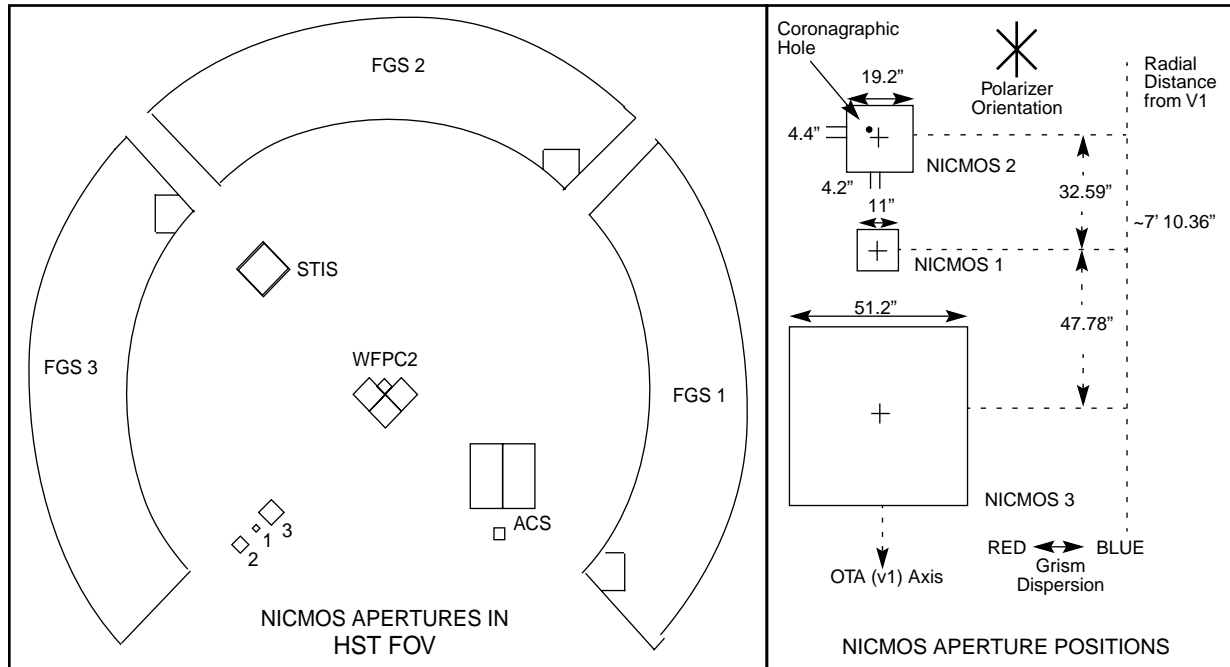 FGS 2
FGS 3
STIS
WFPC2
FGS 1
ACS
3
1
2
NICMOS APERTURES IN
HST FOV
Coronagraphic
Hole
19.2”
4.4”
4.2”
NICMOS 2
Polarizer
Orientation
Radial
Distance
from V1
32.59”
~7’ 10.36”
11”
NICMOS 1
47.78”
51.2”
NICMOS 3
OTA (v1) Axis
RED
BLUE
Grism
Dispersion
NICMOS APERTURE POSITIONS